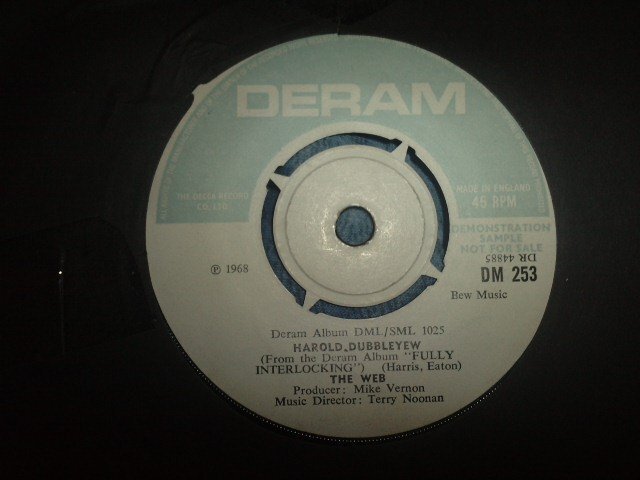 DERAM
THE DECCA RECORD
CO. LTD.
MADE IN ENGLAND
45 RPM
DEMONSTRATION
SAMPLE
NOT FOR SALE
DR 44885
DM 253
℗ 1968
Bew Music
Deram Album DML/SML 1025
HAROLD DUBBLEYEW
(From the Deram Album "FULLY
INTERLOCKING") (Harris, Eaton)
THE WEB
Producer: Mike Vernon
Music Director: Terry Noonan